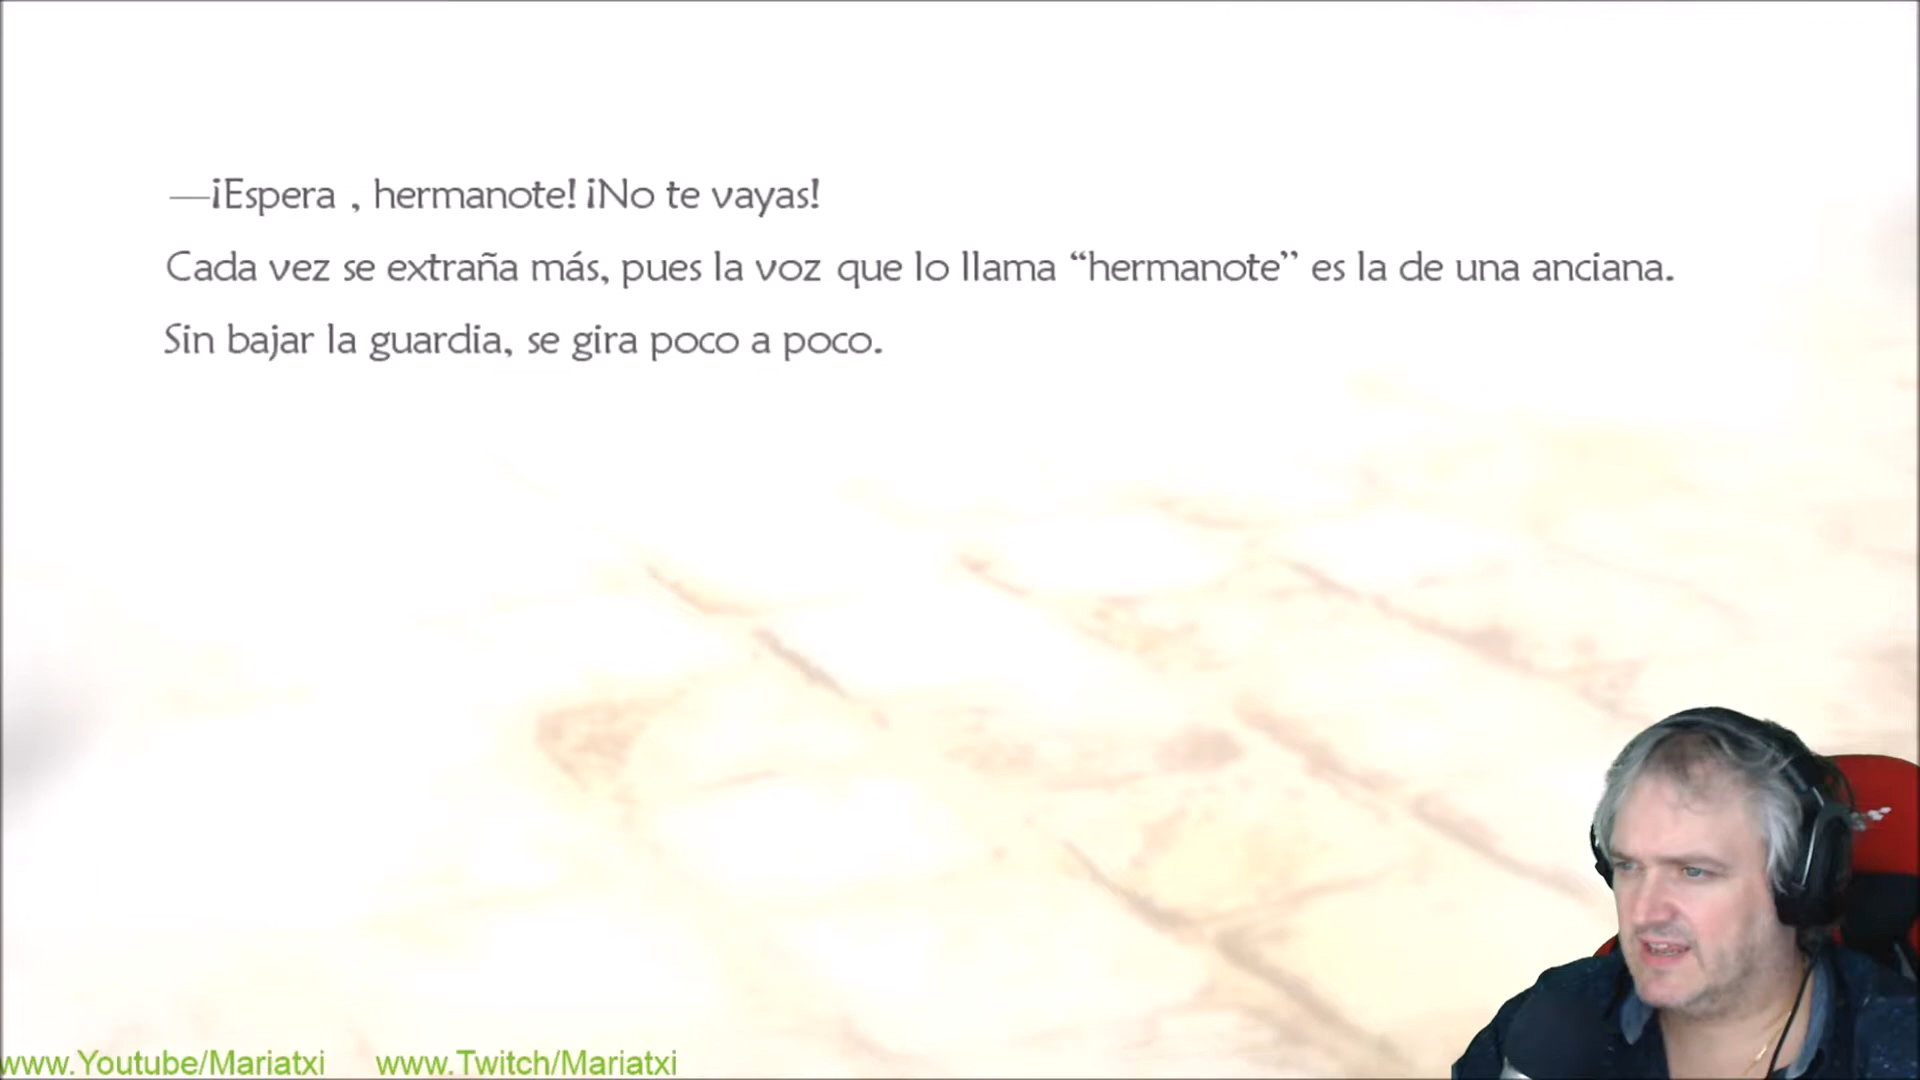 —¡Espera , hermanote! ¡No te vayas!
Cada vez se extraña más, pues la voz que lo llama “hermanote” es la de una anciana.
Sin bajar la guardia, se gira poco a poco.
www.Youtube/Mariatxi www.Twitch/Mariatxi